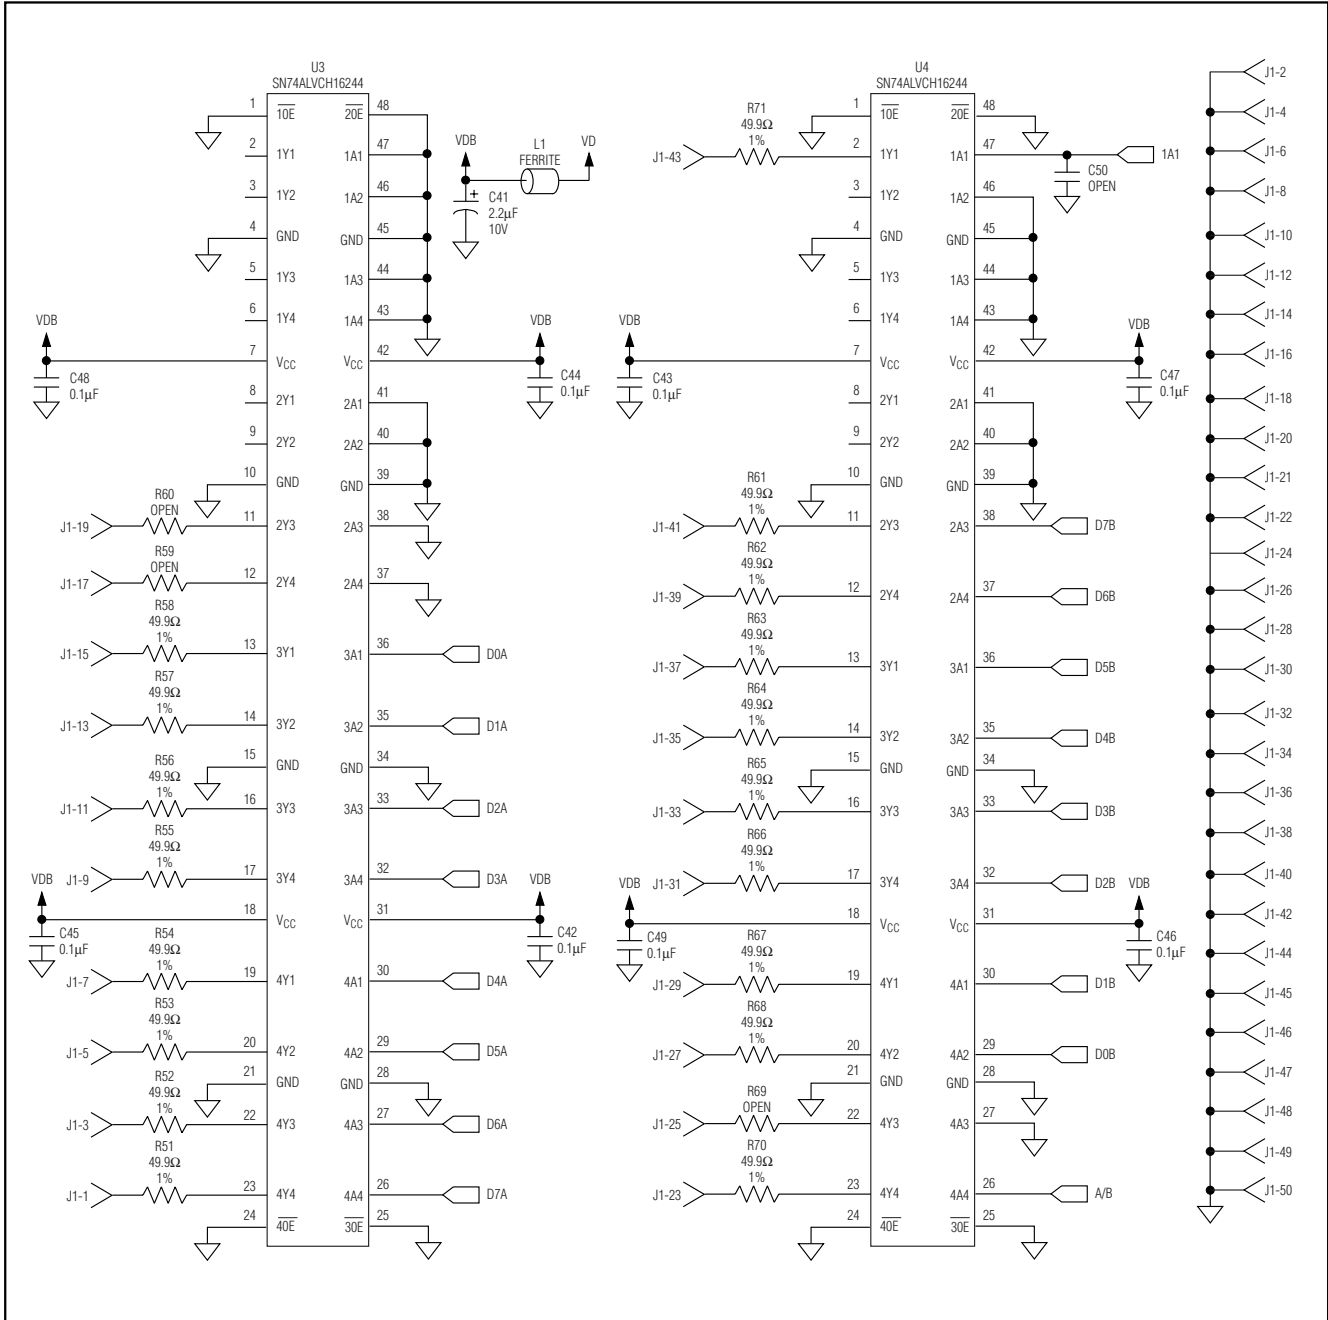 U3
SN74ALVCH16244
1 10E 20E 48
2 1Y1 1A1 47
3 1Y2 1A2 46
4 GND GND 45
5 1Y3 1A3 44
6 1Y4 1A4 43
7 VCC VCC 42
8 2Y1 2A1 41
9 2Y2 2A2 40
10 GND GND 39
11 2Y3 2A3 38
12 2Y4 2A4 37
13 3Y1 3A1 36
14 3Y2 3A2 35
15 GND GND 34
16 3Y3 3A3 33
17 3Y4 3A4 32
18 VCC VCC 31
19 4Y1 4A1 30
20 4Y2 4A2 29
21 GND GND 28
22 4Y3 4A3 27
23 4Y4 4A4 26
24 40E 30E 25
VDB
C48
0.1µF
J1-19
R60
OPEN
J1-17
R59
OPEN
J1-15
R58
49.9Ω
1%
J1-13
R57
49.9Ω
1%
J1-11
R56
49.9Ω
1%
J1-9
R55
49.9Ω
1%
VDB
C45
0.1µF
J1-7
R54
49.9Ω
1%
J1-5
R53
49.9Ω
1%
J1-3
R52
49.9Ω
1%
J1-1
R51
49.9Ω
1%
VDB
L1
FERRITE
VD
+
C41
2.2µF
10V
VDB
C44
0.1µF
D0A
D1A
D2A
D3A
VDB
C42
0.1µF
D4A
D5A
D6A
D7A
U4
SN74ALVCH16244
1 10E 20E 48
2 1Y1 1A1 47
3 1Y2 1A2 46
4 GND GND 45
5 1Y3 1A3 44
6 1Y4 1A4 43
7 VCC VCC 42
8 2Y1 2A1 41
9 2Y2 2A2 40
10 GND GND 39
11 2Y3 2A3 38
12 2Y4 2A4 37
13 3Y1 3A1 36
14 3Y2 3A2 35
15 GND GND 34
16 3Y3 3A3 33
17 3Y4 3A4 32
18 VCC VCC 31
19 4Y1 4A1 30
20 4Y2 4A2 29
21 GND GND 28
22 4Y3 4A3 27
23 4Y4 4A4 26
24 40E 30E 25
J1-43
R71
49.9Ω
1%
VDB
C43
0.1µF
J1-41
R61
49.9Ω
1%
J1-39
R62
49.9Ω
1%
J1-37
R63
49.9Ω
1%
J1-35
R64
49.9Ω
1%
J1-33
R65
49.9Ω
1%
J1-31
R66
49.9Ω
1%
VDB
C49
0.1µF
J1-29
R67
49.9Ω
1%
J1-27
R68
49.9Ω
1%
J1-25
R69
OPEN
J1-23
R70
49.9Ω
1%
1A1
C50
OPEN
VDB
C47
0.1µF
D7B
D6B
D5B
D4B
D3B
D2B
VDB
C46
0.1µF
D1B
D0B
A/B
J1-2
J1-4
J1-6
J1-8
J1-10
J1-12
J1-14
J1-16
J1-18
J1-20
J1-21
J1-22
J1-24
J1-26
J1-28
J1-30
J1-32
J1-34
J1-36
J1-38
J1-40
J1-42
J1-44
J1-45
J1-46
J1-47
J1-48
J1-49
J1-50